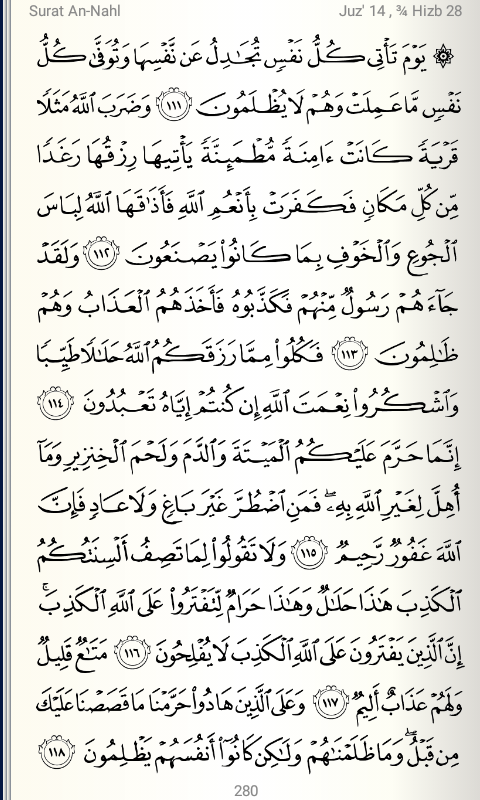 Surat An-Nahl Juz' 14 , ¾ Hizb 28
۞ يَوْمَ تَأْتِى كُلُّ نَفْسٍ تُجَـٰدِلُ عَن نَّفْسِهَا وَتُوَفَّىٰ كُلُّ
نَفْسٍ مَّا عَمِلَتْ وَهُمْ لَا يُظْلَمُونَ ١١١ وَضَرَبَ ٱللَّهُ مَثَلًا
قَرْيَةً كَانَتْ ءَامِنَةً مُّطْمَئِنَّةً يَأْتِيهَا رِزْقُهَا رَغَدًا
مِّن كُلِّ مَكَانٍ فَكَفَرَتْ بِأَنْعُمِ ٱللَّهِ فَأَذَٰقَهَا ٱللَّهُ لِبَاسَ
ٱلْجُوعِ وَٱلْخَوْفِ بِمَا كَانُوا۟ يَصْنَعُونَ ١١٢ وَلَقَدْ
جَآءَهُمْ رَسُولٌ مِّنْهُمْ فَكَذَّبُوهُ فَأَخَذَهُمُ ٱلْعَذَابُ وَهُمْ
ظَـٰلِمُونَ ١١٣ فَكُلُوا۟ مِمَّا رَزَقَكُمُ ٱللَّهُ حَلَـٰلًا طَيِّبًا
وَٱشْكُرُوا۟ نِعْمَتَ ٱللَّهِ إِن كُنتُمْ إِيَّاهُ تَعْبُدُونَ ١١٤
إِنَّمَا حَرَّمَ عَلَيْكُمُ ٱلْمَيْتَةَ وَٱلدَّمَ وَلَحْمَ ٱلْخِنزِيرِ وَمَآ
أُهِلَّ لِغَيْرِ ٱللَّهِ بِهِۦ ۖ فَمَنِ ٱضْطُرَّ غَيْرَ بَاغٍ وَلَا عَادٍ فَإِنَّ
ٱللَّهَ غَفُورٌ رَّحِيمٌ ١١٥ وَلَا تَقُولُوا۟ لِمَا تَصِفُ أَلْسِنَتُكُمُ
ٱلْكَذِبَ هَـٰذَا حَلَـٰلٌ وَهَـٰذَا حَرَامٌ لِّتَفْتَرُوا۟ عَلَى ٱللَّهِ ٱلْكَذِبَ ۚ
إِنَّ ٱلَّذِينَ يَفْتَرُونَ عَلَى ٱللَّهِ ٱلْكَذِبَ لَا يُفْلِحُونَ ١١٦ مَتَـٰعٌ قَلِيلٌ
وَلَهُمْ عَذَابٌ أَلِيمٌ ١١٧ وَعَلَى ٱلَّذِينَ هَادُوا۟ حَرَّمْنَا مَا قَصَصْنَا عَلَيْكَ
مِن قَبْلُ ۖ وَمَا ظَلَمْنَـٰهُمْ وَلَـٰكِن كَانُوٓا۟ أَنفُسَهُمْ يَظْلِمُونَ ١١٨
280